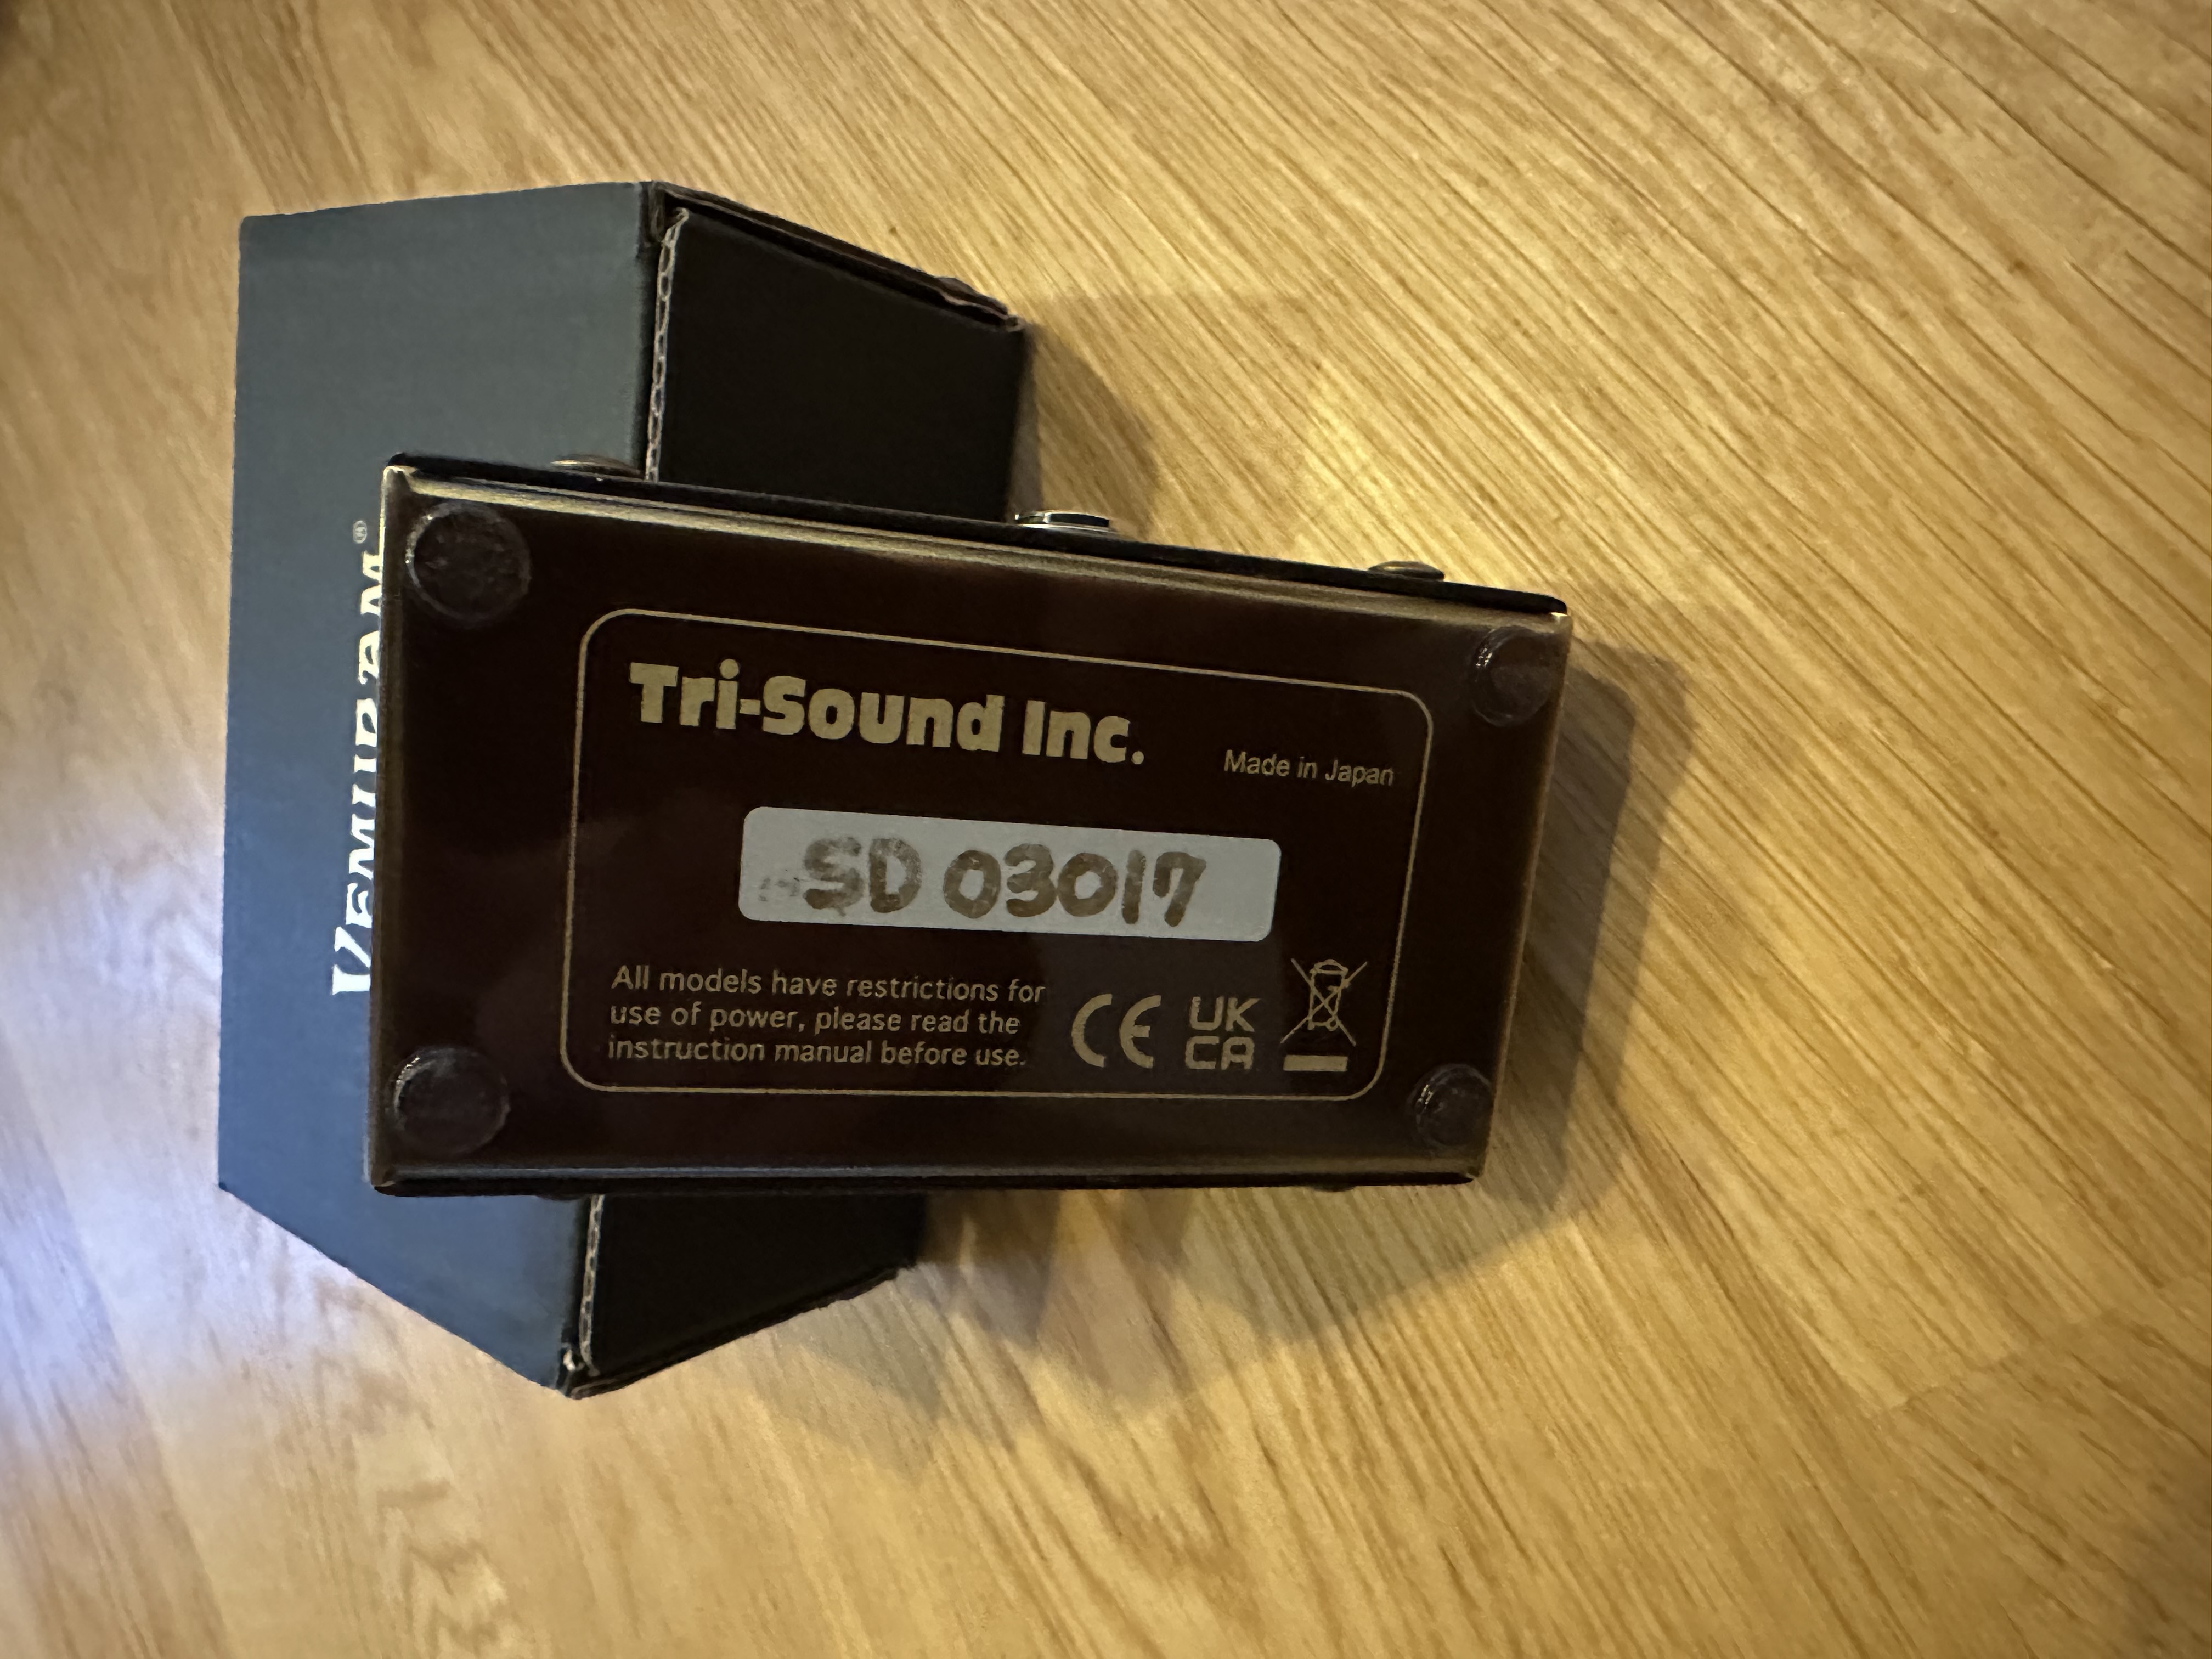 VEMURAM®
Tri-Sound Inc.
Made in Japan
SD 03017
All models have restrictions for
use of power, please read the
instruction manual before use.
CE
UK
CA